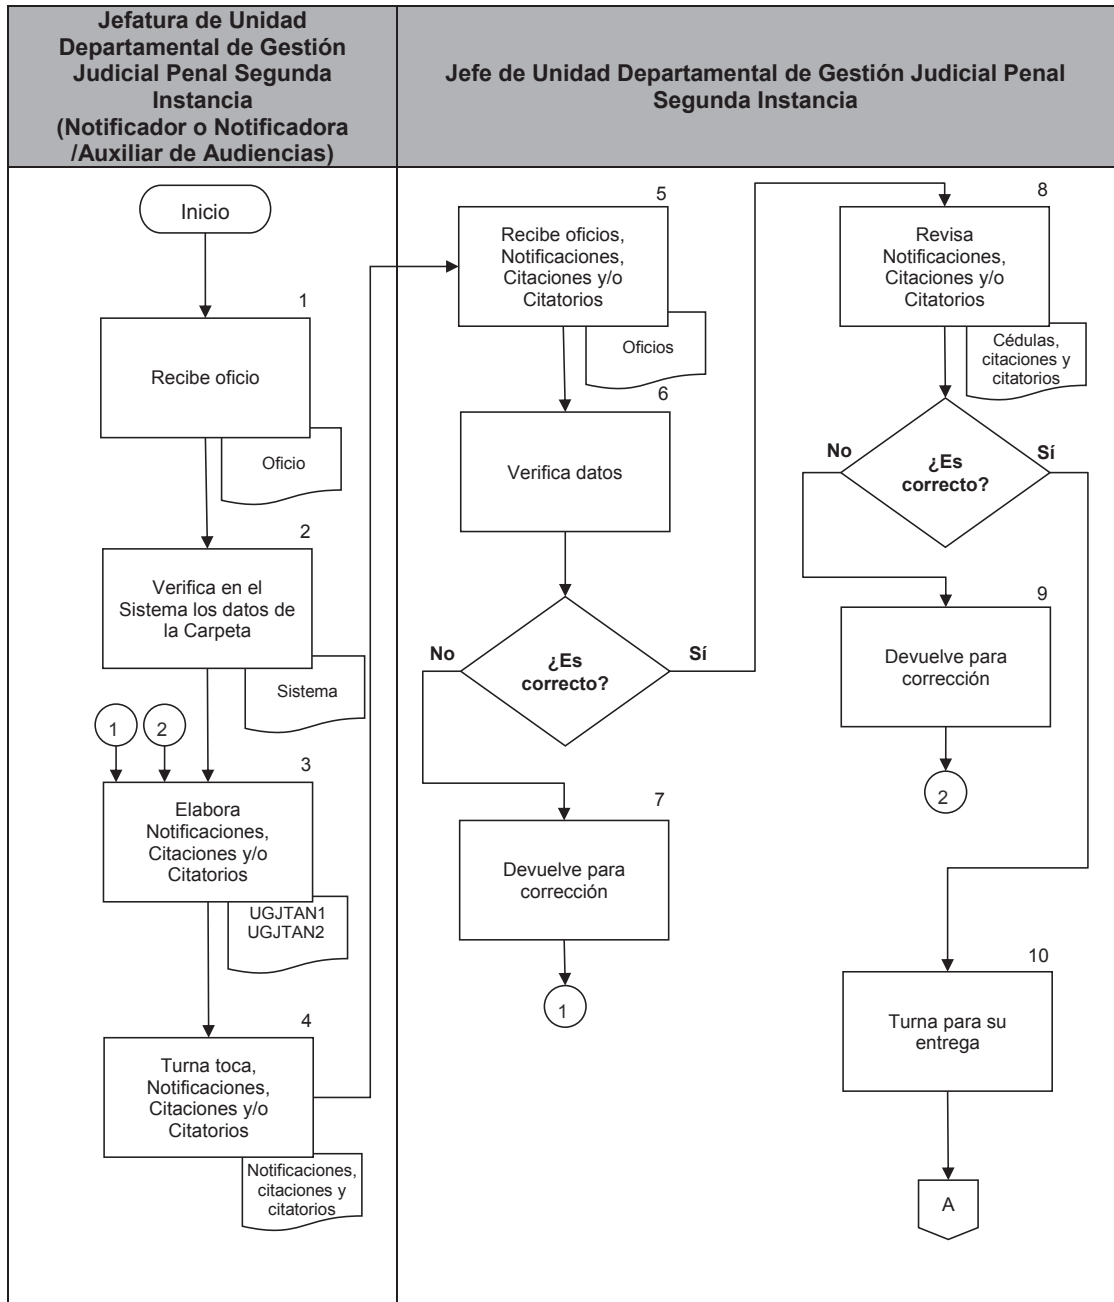 Jefatura de Unidad
Departamental de Gestión
Judicial Penal Segunda
Instancia
(Notificador o Notificadora
/Auxiliar de Audiencias)
Jefe de Unidad Departamental de Gestión Judicial Penal
Segunda Instancia
Inicio
1
Recibe oficio
Oficio
2
Verifica en el
Sistema los datos de
la Carpeta
Sistema
1
2
3
Elabora
Notificaciones,
Citaciones y/o
Citatorios
UGJTAN1
UGJTAN2
4
Turna toca,
Notificaciones,
Citaciones y/o
Citatorios
Notificaciones,
citaciones y
citatorios
5
Recibe oficios,
Notificaciones,
Citaciones y/o
Citatorios
Oficios
6
Verifica datos
No
¿Es
correcto?
Sí
7
Devuelve para
corrección
1
8
Revisa
Notificaciones,
Citaciones y/o
Citatorios
Cédulas,
citaciones y
citatorios
No
¿Es
correcto?
Sí
9
Devuelve para
corrección
2
10
Turna para su
entrega
A